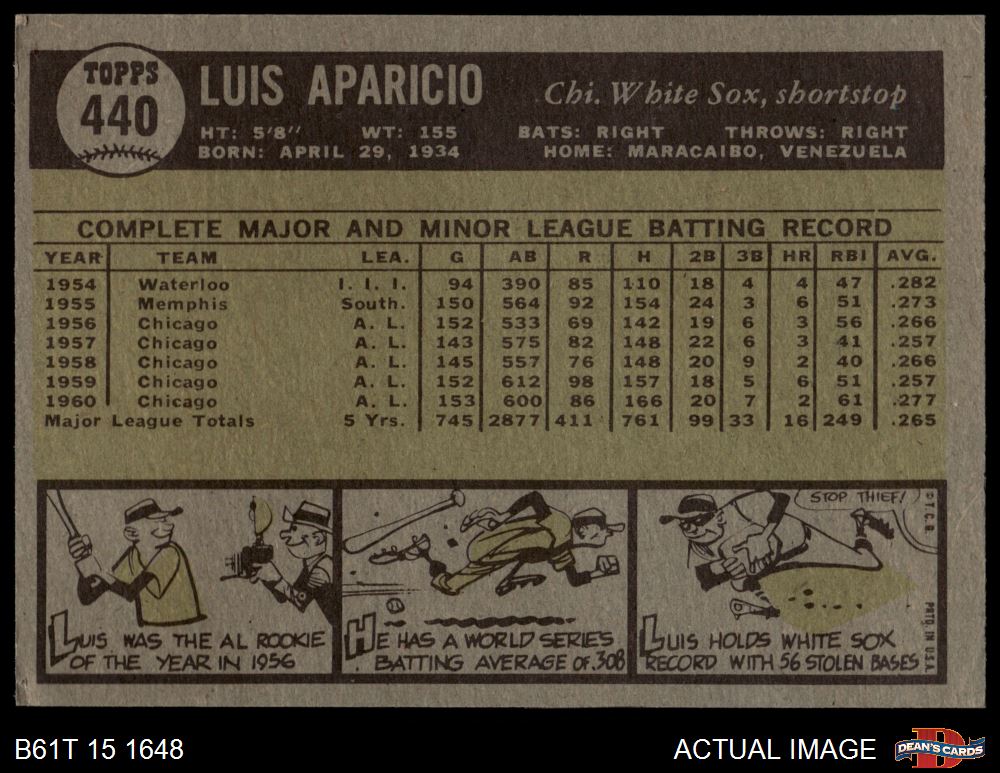 TOPPS
440
LUIS APARICIO Chi. White Sox, shortstop
HT: 5'8" WT: 155 BATS: RIGHT THROWS: RIGHT
BORN: APRIL 29, 1934 HOME: MARACAIBO, VENEZUELA
COMPLETE MAJOR AND MINOR LEAGUE BATTING RECORD
YEAR TEAM LEA. G AB R H 2B 3B HR RBI AVG.
1954 Waterloo I. I. I. 94 390 85 110 18 4 4 47 .282
1955 Memphis South. 150 564 92 154 24 3 6 51 .273
1956 Chicago A. L. 152 533 69 142 19 6 3 56 .266
1957 Chicago A. L. 143 575 82 148 22 6 3 41 .257
1958 Chicago A. L. 145 557 76 148 20 9 2 40 .266
1959 Chicago A. L. 152 612 98 157 18 5 6 51 .257
1960 Chicago A. L. 153 600 86 166 20 7 2 61 .277
Major League Totals 5 Yrs. 745 2877 411 761 99 33 16 249 .265
LUIS WAS THE AL ROOKIE
OF THE YEAR IN 1956
HE HAS A WORLD SERIES
BATTING AVERAGE OF .308
STOP THIEF!
LUIS HOLDS WHITE SOX
RECORD WITH 56 STOLEN BASES
© T.C.G.
PRTD. IN U.S.A.
B61T 15 1648
ACTUAL IMAGE
D
DEAN'S CARDS